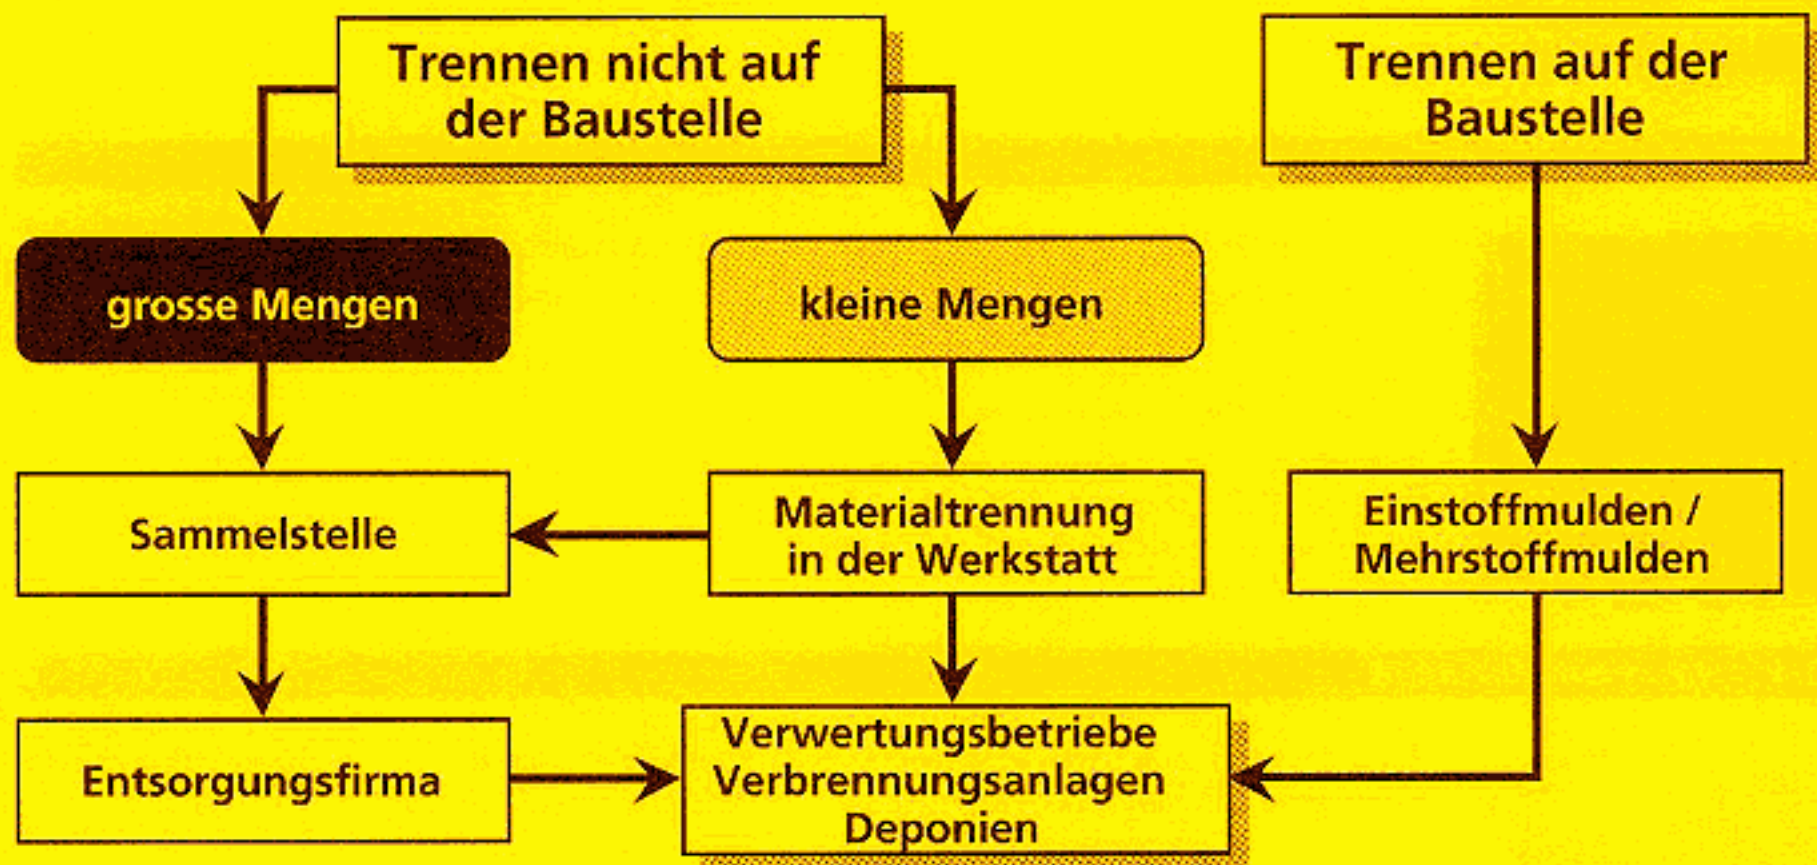 Trennen nicht auf
der Baustelle
Trennen auf der
Baustelle
grosse Mengen
kleine Mengen
Sammelstelle
Materialtrennung
in der Werkstatt
Einstoffmulden /
Mehrstoffmulden
Entsorgungsfirma
Verwertungsbetriebe
Verbrennungsanlagen
Deponien